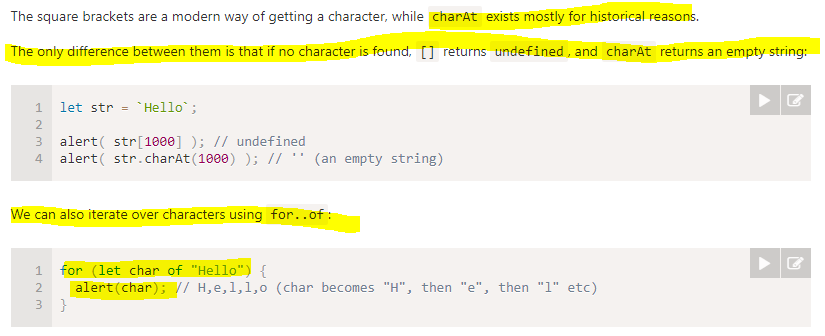 The square brackets are a modern way of getting a character, while charAt exists mostly for historical reasons.
The only difference between them is that if no character is found, [] returns undefined, and charAt returns an empty string:
1 let str = `Hello`;
2
3 alert( str[1000] ); // undefined
4 alert( str.charAt(1000) ); // '' (an empty string)
We can also iterate over characters using for..of:
1 for (let char of "Hello") {
2 alert(char); // H,e,l,l,o (char becomes "H", then "e", then "l" etc)
3 }